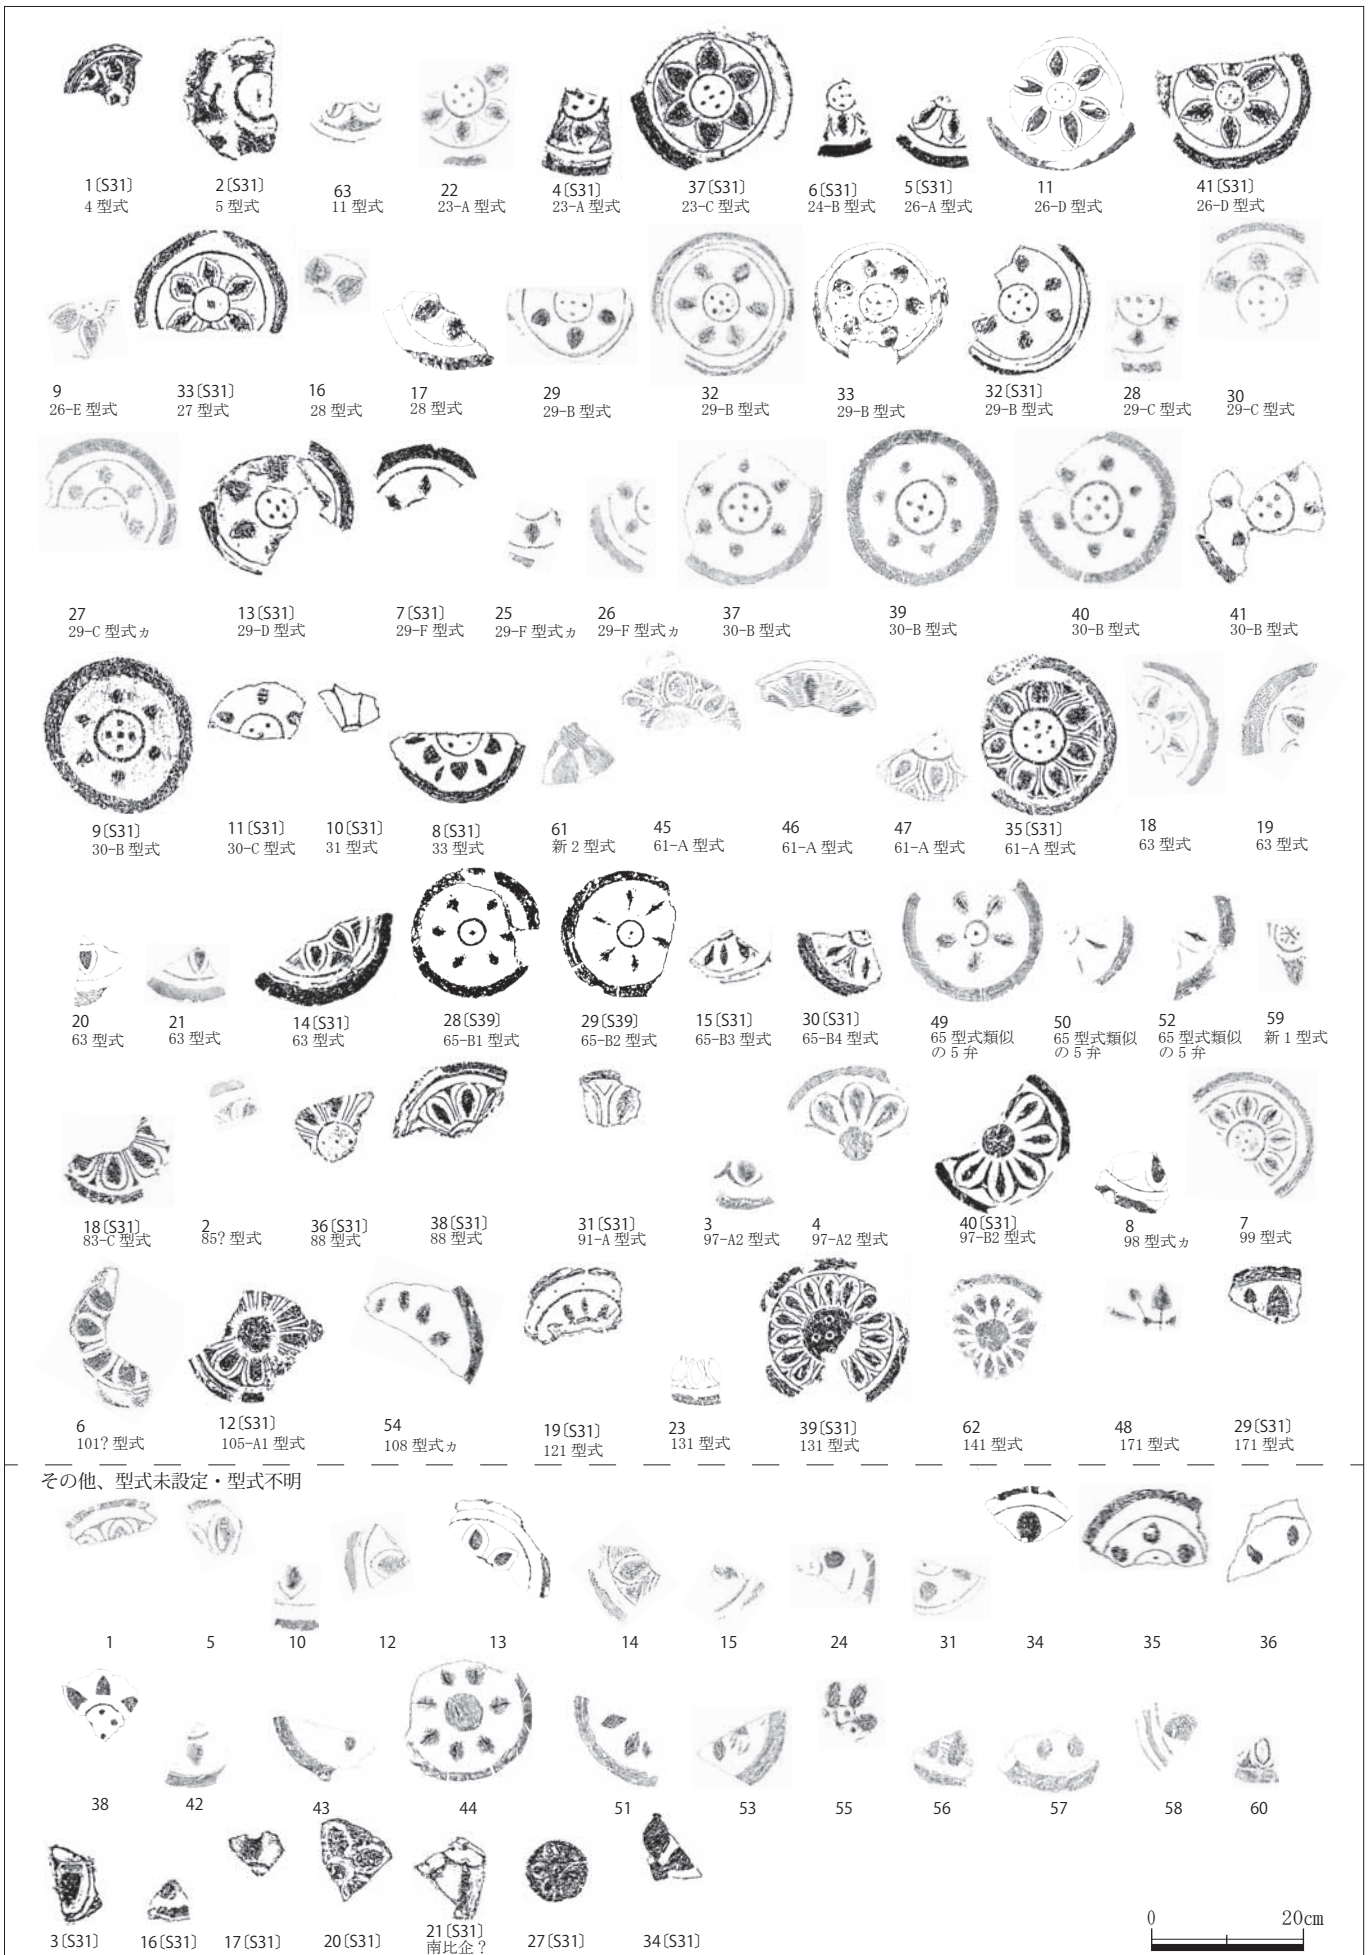 1〔S31〕 2〔S31〕 63 22 4〔S31〕 37〔S31〕 6〔S31〕 5〔S31〕 11 41〔S31〕
4 型式 5 型式 11 型式 23-A 型式 23-A 型式 23-C 型式 24-B 型式 26-A 型式 26-D 型式 26-D 型式
9 33〔S31〕 16 17 29 32 33 32〔S31〕 28 30
26-E 型式 27 型式 28 型式 28 型式 29-B 型式 29-B 型式 29-B 型式 29-B 型式 29-C 型式 29-C 型式
27 13〔S31〕 7〔S31〕 25 26 37 39 40 41
29-C 型式ヵ 29-D 型式 29-F 型式 29-F 型式ヵ 29-F 型式ヵ 30-B 型式 30-B 型式 30-B 型式 30-B 型式
9〔S31〕 11〔S31〕 10〔S31〕 8〔S31〕 61 45 46 47 35〔S31〕 18 19
30-B 型式 30-C 型式 31 型式 33 型式 新 2 型式 61-A 型式 61-A 型式 61-A 型式 61-A 型式 63 型式 63 型式
20 21 14〔S31〕 28〔S39〕 29〔S39〕 15〔S31〕 30〔S31〕 49 50 52 59
63 型式 63 型式 63 型式 65-B1 型式 65-B2 型式 65-B3 型式 65-B4 型式 65 型式類似 65 型式類似 65 型式類似 新 1 型式
の 5 弁 の 5 弁 の 5 弁
18〔S31〕 2 36〔S31〕 38〔S31〕 31〔S31〕 3 4 40〔S31〕 8 7
83-C 型式 85? 型式 88 型式 88 型式 91-A 型式 97-A2 型式 97-A2 型式 97-B2 型式 98 型式ヵ 99 型式
6 12〔S31〕 54 19〔S31〕 23 39〔S31〕 62 48 29〔S31〕
101? 型式 105-A1 型式 108 型式ヵ 121 型式 131 型式 131 型式 141 型式 171 型式 171 型式
その他、型式未設定・型式不明
1 5 10 12 13 14 15 24 31 34 35 36
38 42 43 44 51 53 55 56 57 58 60
3〔S31〕 16〔S31〕 17〔S31〕 20〔S31〕 21〔S31〕 27〔S31〕 34〔S31〕
南比企？
0 20cm